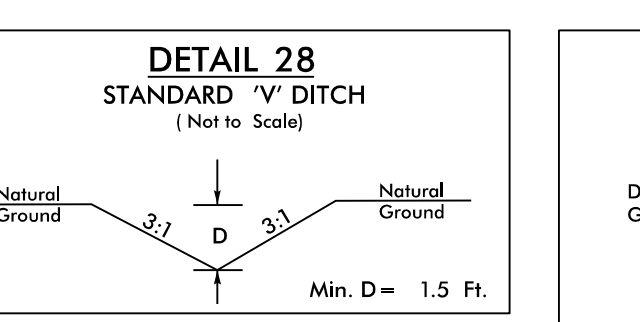 DETAIL 28
STANDARD 'V' DITCH
( Not to Scale)
Natural
Ground
3:1
D
3:1
Natural
Ground
Min. D = 1.5 Ft.
D
G